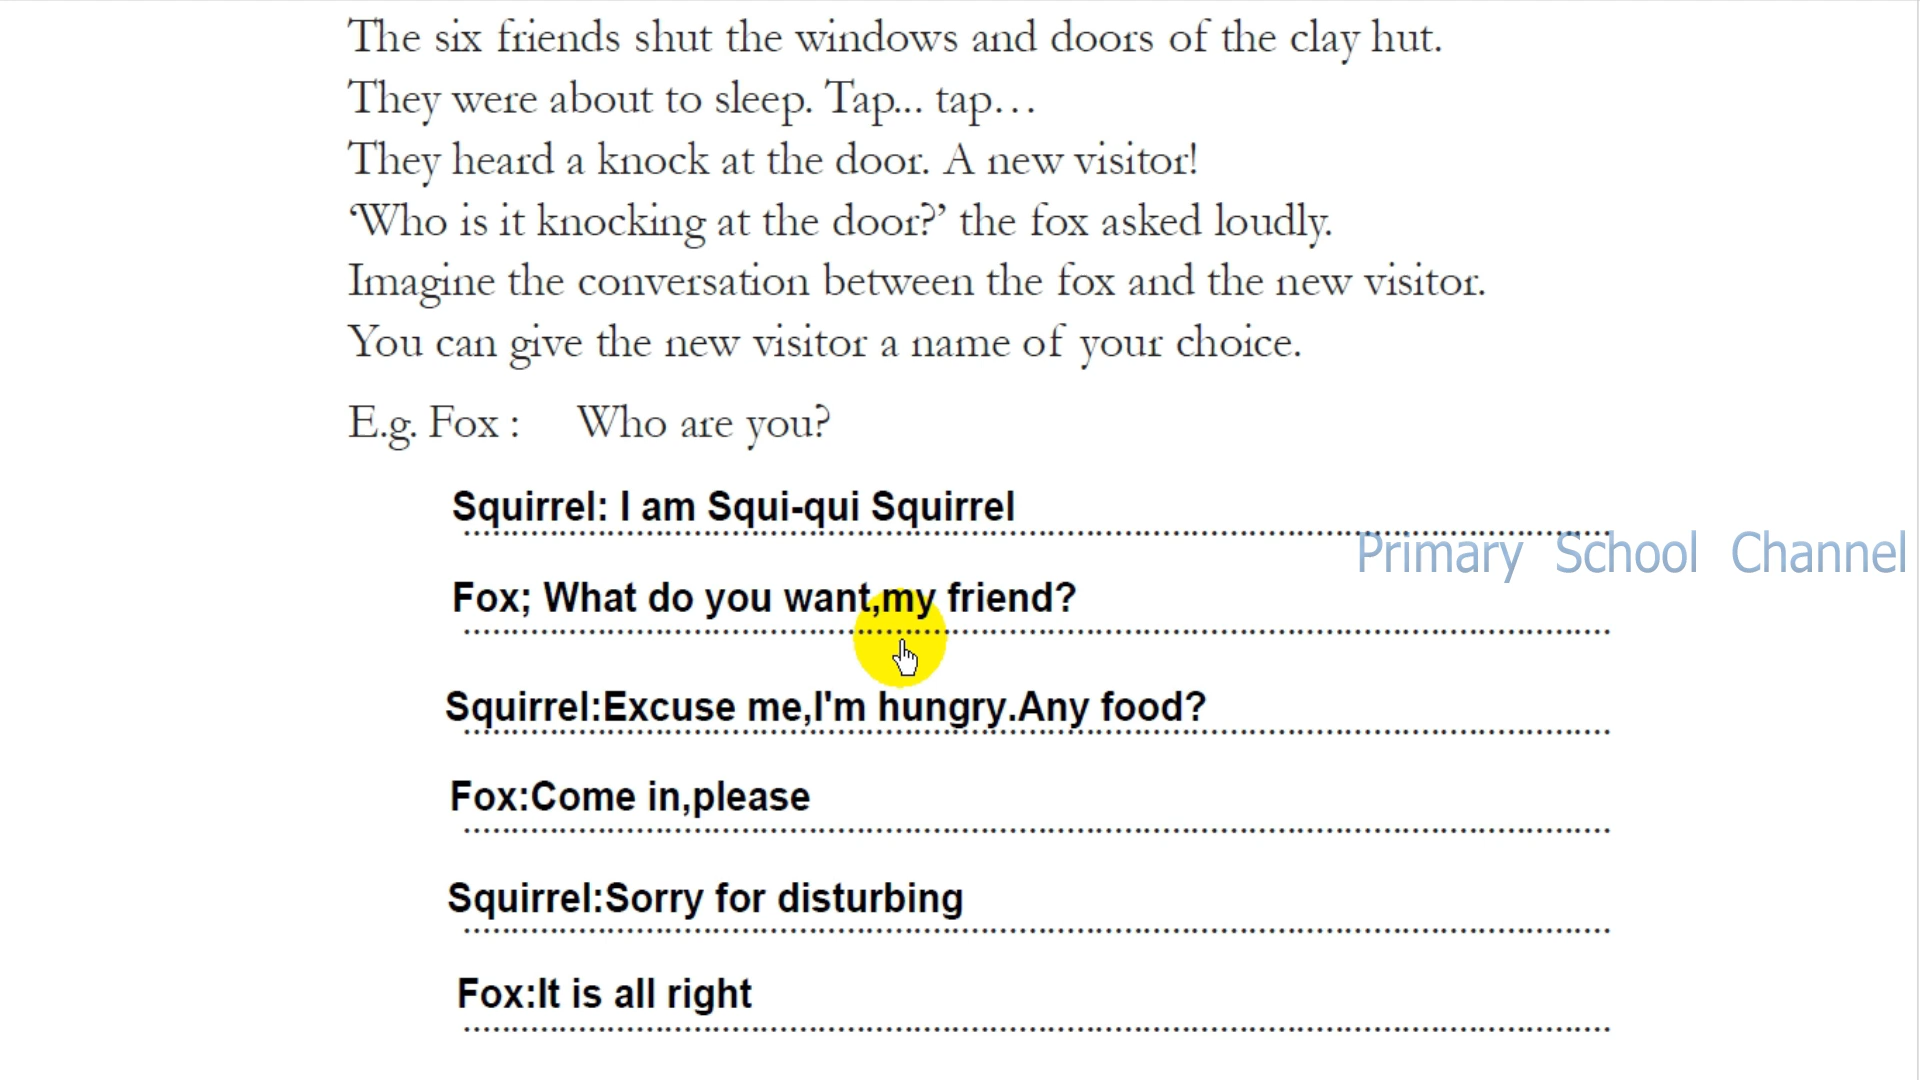 The six friends shut the windows and doors of the clay hut.
They were about to sleep. Tap... tap…
They heard a knock at the door. A new visitor!
‘Who is it knocking at the door?’ the fox asked loudly.
Imagine the conversation between the fox and the new visitor.
You can give the new visitor a name of your choice.
E.g. Fox : Who are you?
Squirrel: I am Squi-qui Squirrel
Primary School Channel
Fox; What do you want,my friend?
Squirrel:Excuse me,I'm hungry.Any food?
Fox:Come in,please
Squirrel:Sorry for disturbing
Fox:It is all right